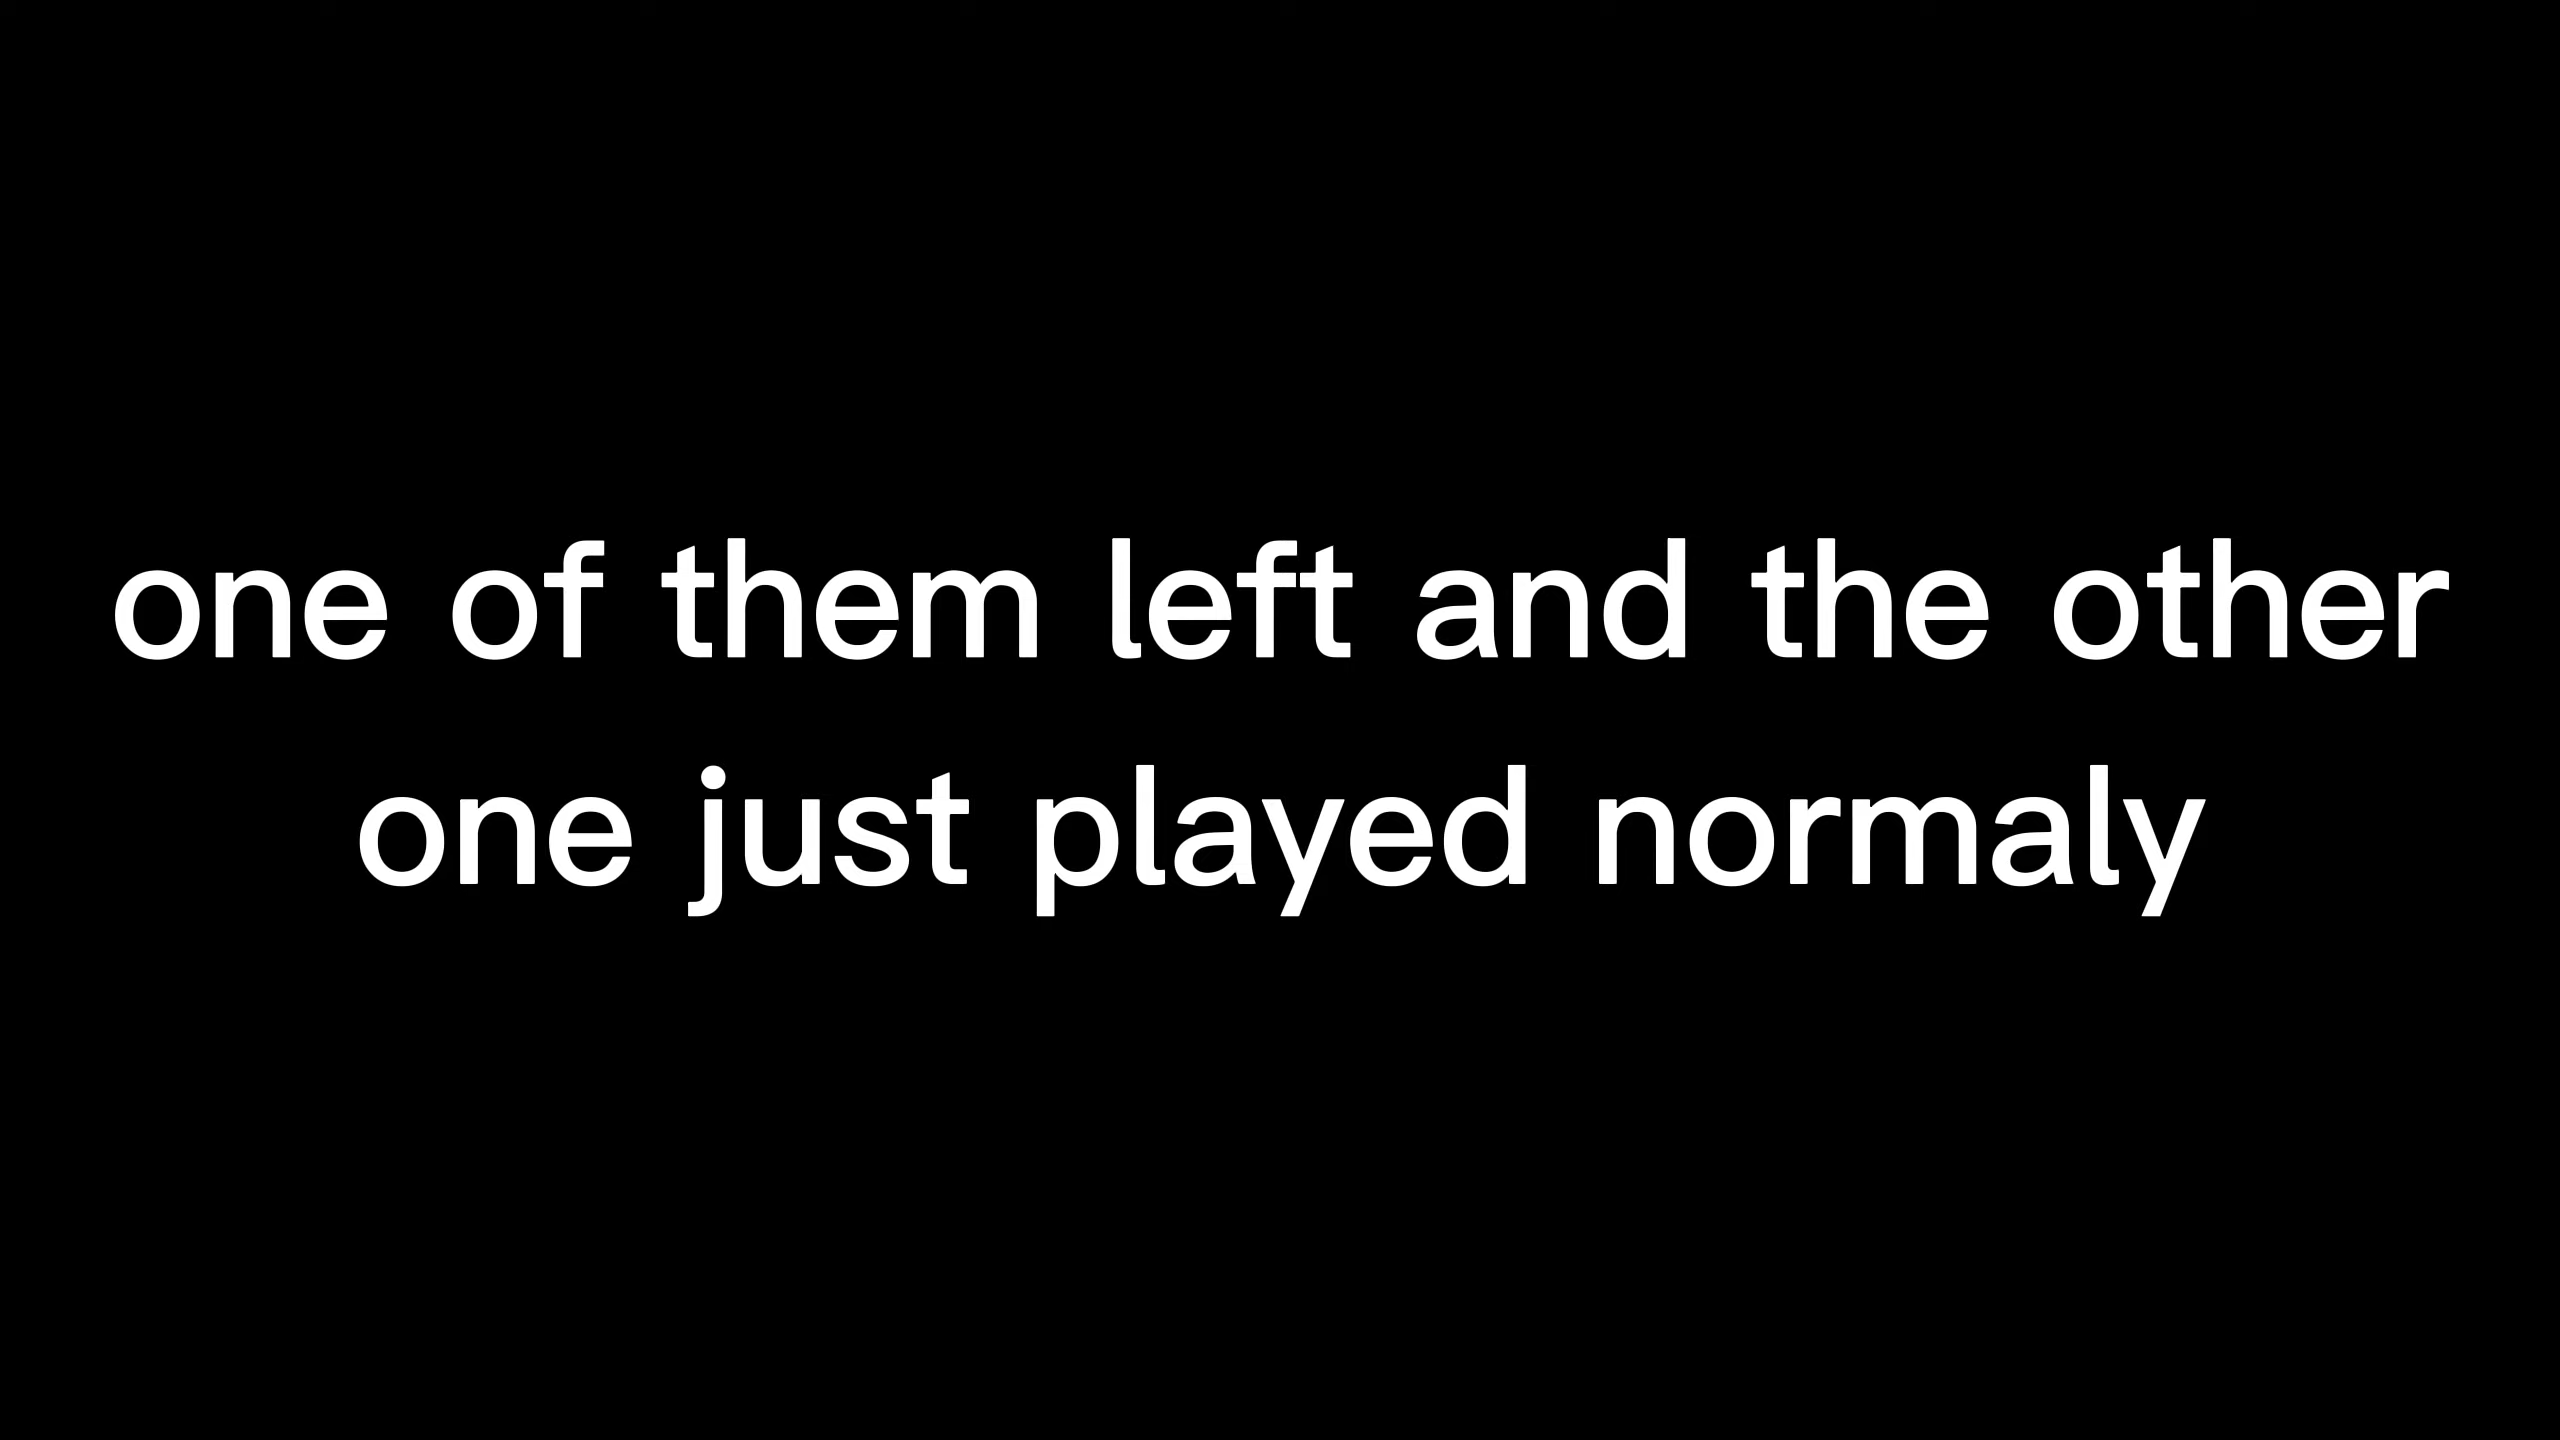 one of them left and the other
one just played normaly